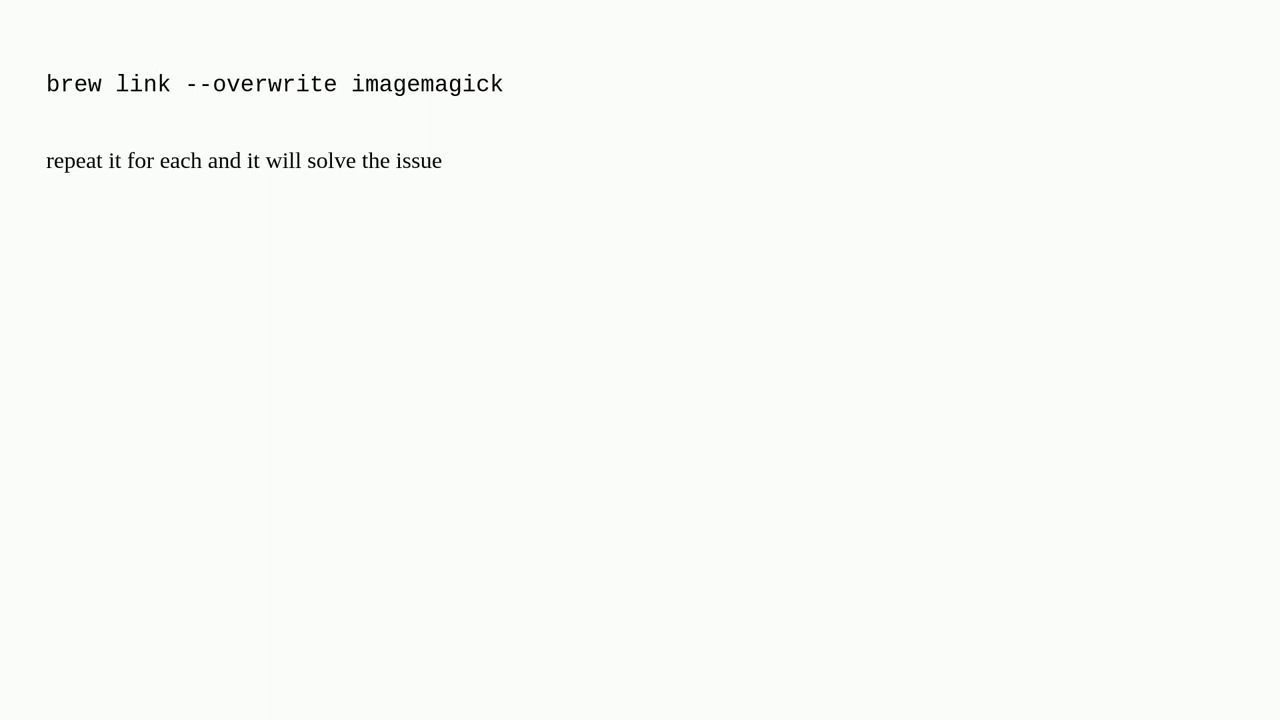 brew link --overwrite imagemagick
repeat it for each and it will solve the issue